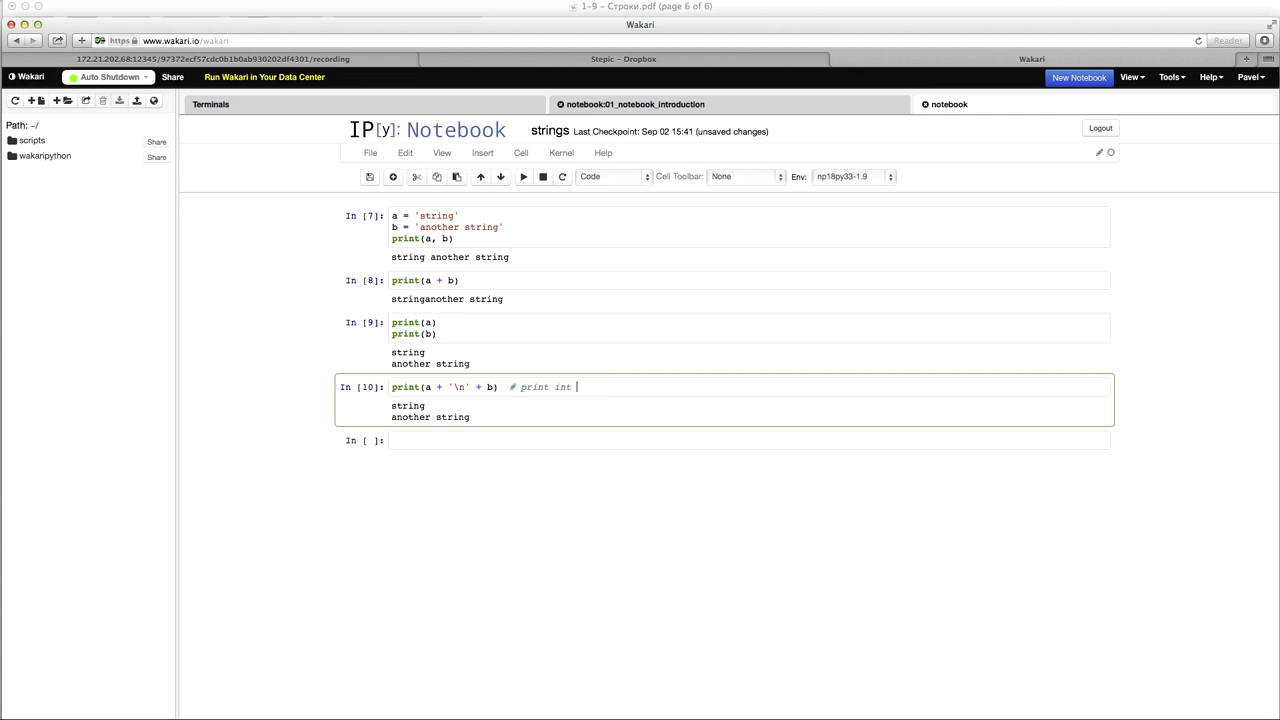 1-9 - Строки.pdf (page 6 of 6)
Wakari
https www.wakari.io/wakari Reader
172.21.202.68:12345/97372ecf57cdc0b1b0ab930202df4301/recording Stepic – Dropbox Wakari
Wakari Auto Shutdown Share Run Wakari in Your Data Center New Notebook View Tools Help Pavel
Terminals notebook:01_notebook_introduction notebook
Path: ~/
scripts Share
wakaripython Share
IP[y]: Notebook strings Last Checkpoint: Sep 02 15:41 (unsaved changes) Logout
File Edit View Insert Cell Kernel Help
Code Cell Toolbar: None Env: np18py33-1.9
In [7]: a = 'string'
b = 'another string'
print(a, b)
string another string
In [8]: print(a + b)
stringanother string
In [9]: print(a)
print(b)
string
another string
In [10]: print(a + '\n' + b)  # print int
string
another string
In [ ]: